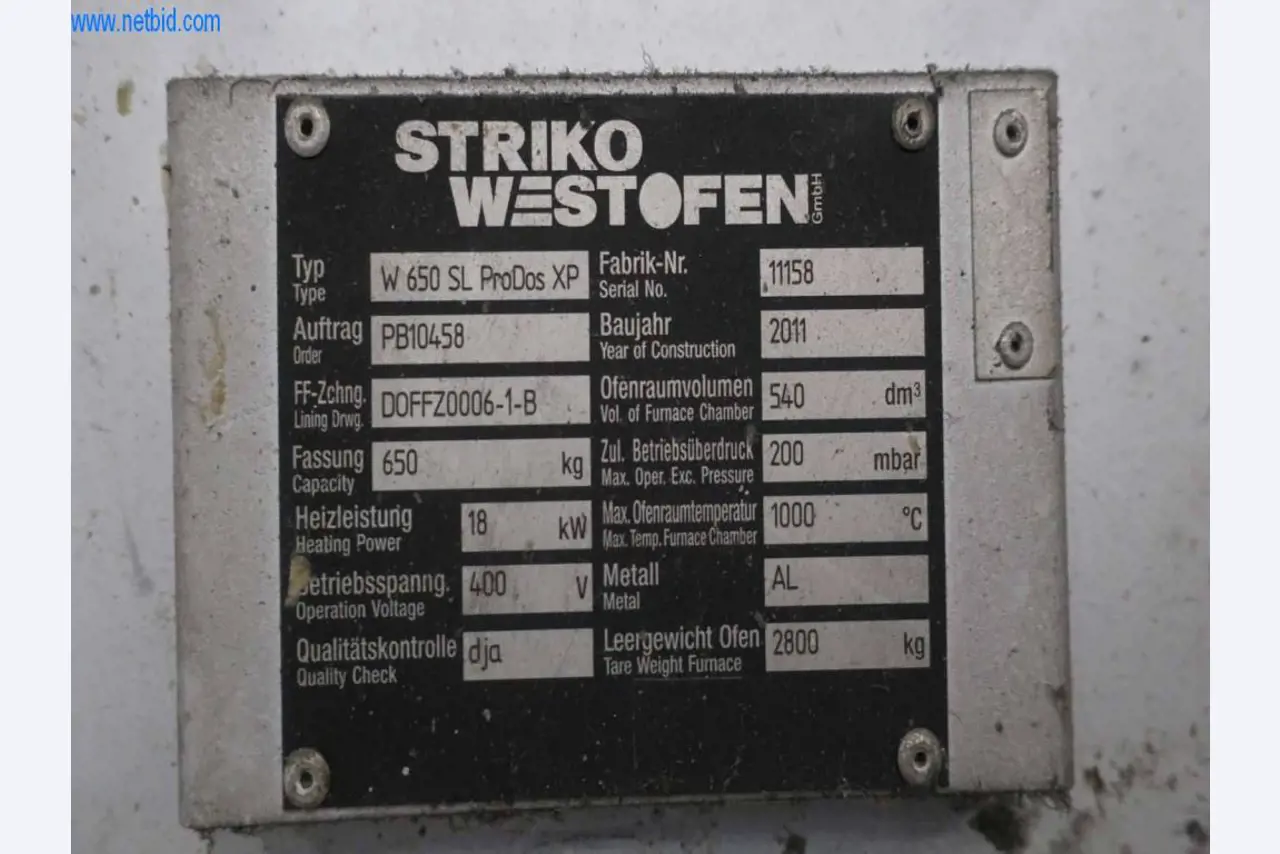 www.netbid.com
STRIKO
WESTOFEN GmbH
Typ
Type
W 650 SL ProDos XP
Fabrik-Nr.
Serial No.
11158
Auftrag
Order
PB10458
Baujahr
Year of Construction
2011
FF-Zchng.
Lining Drwg.
DOFFZ0006-1-B
Ofenraumvolumen
Vol. of Furnace Chamber
540 dm³
Fassung
Capacity
650 kg
Zul. Betriebsüberdruck
Max. Oper. Exc. Pressure
200 mbar
Heizleistung
Heating Power
18 kW
Max. Ofenraumtemperatur
Max. Temp. Furnace Chamber
1000 °C
Betriebsspanng.
Operation Voltage
400 V
Metall
Metal
AL
Qualitätskontrolle
Quality Check
dja
Leergewicht Ofen
Tare Weight Furnace
2800 kg